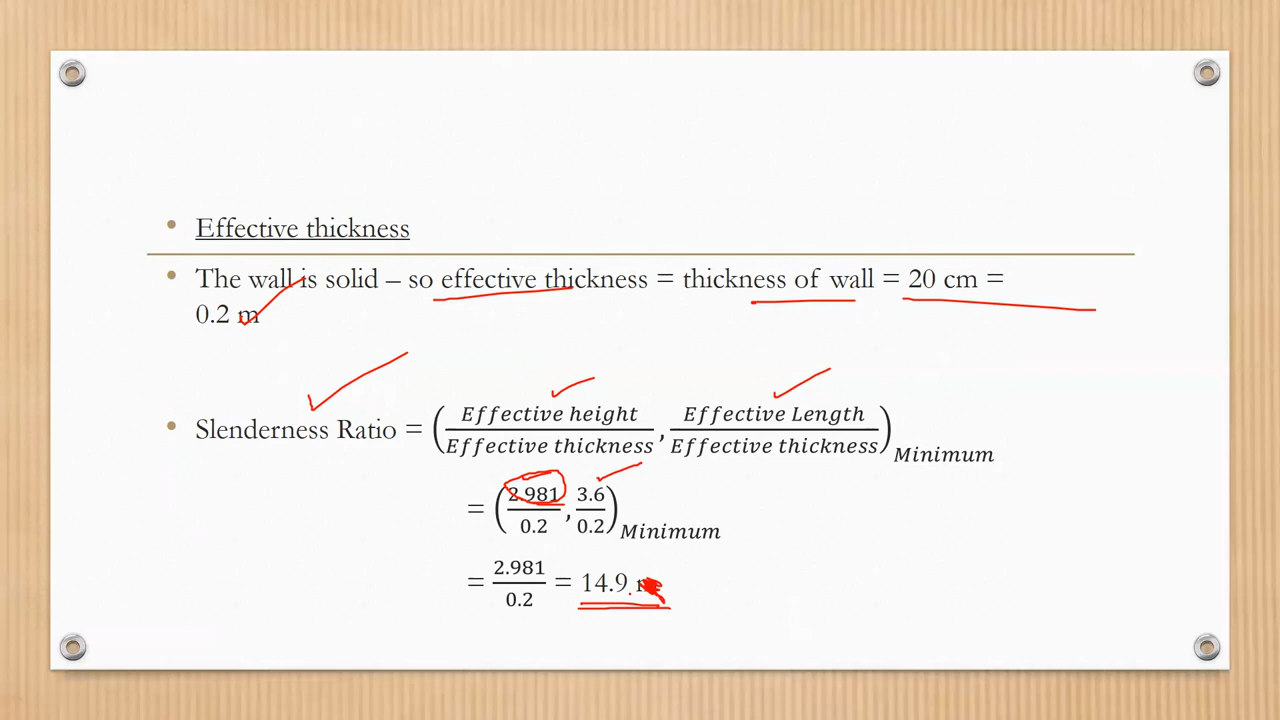 Effective thickness
The wall is solid – so effective thickness = thickness of wall = 20 cm =
0.2 m
Slenderness Ratio = (Effective height / Effective thickness, Effective Length / Effective thickness) Minimum
= (2.981 / 0.2, 3.6 / 0.2) Minimum
= 2.981 / 0.2 = 14.9